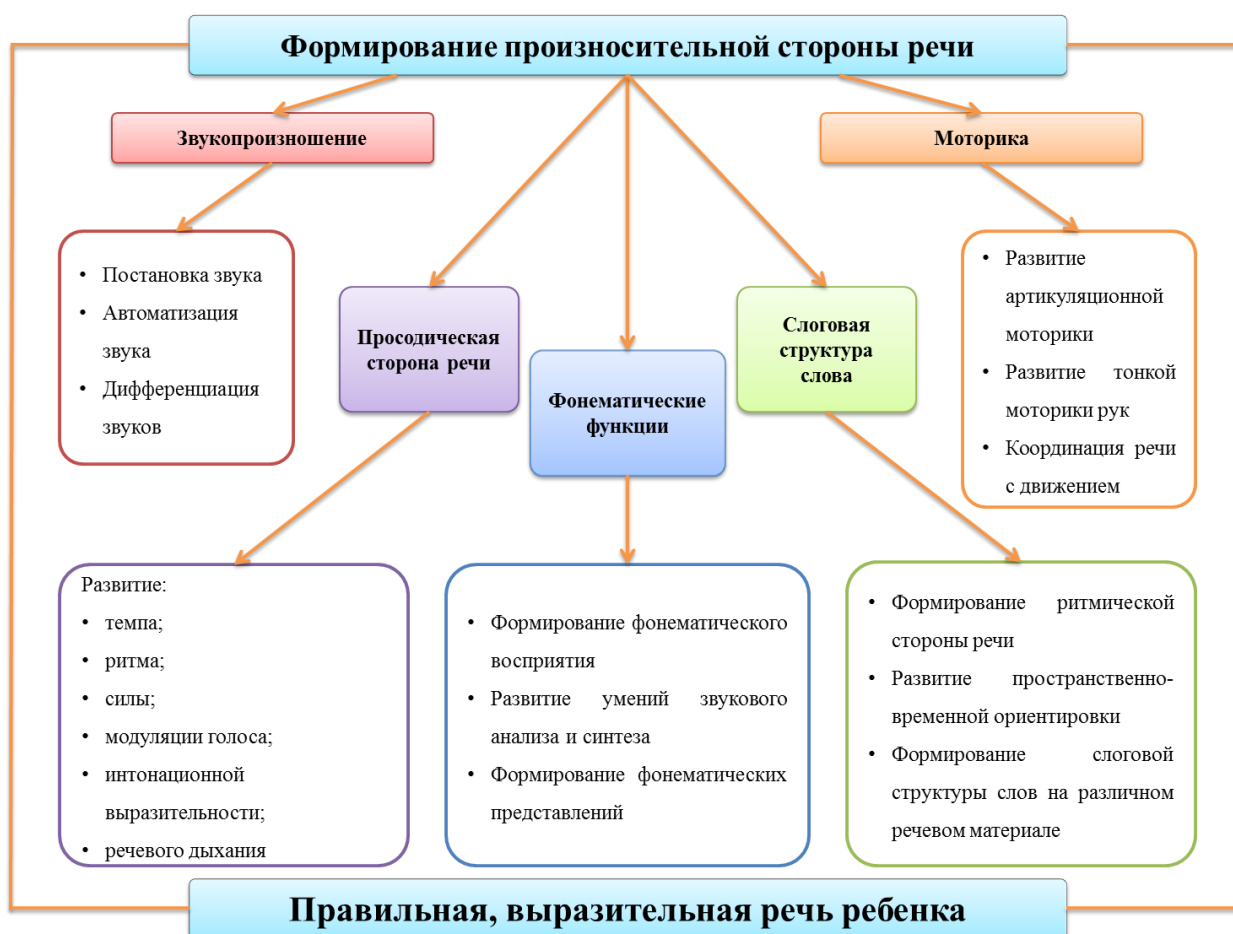 Формирование произносительной стороны речи
Звукопроизношение
Моторика
• Постановка звука
• Автоматизация
звука
• Дифференциация
звуков
Просодическая
сторона речи
Фонематические
функции
Слоговая
структура
слова
• Развитие
артикуляционной
моторики
• Развитие тонкой
моторики рук
• Координация речи
с движением
Развитие:
• темпа;
• ритма;
• силы;
• модуляции голоса;
• интонационной
выразительности;
• речевого дыхания
• Формирование фонематического
восприятия
• Развитие умений звукового
анализа и синтеза
• Формирование фонематических
представлений
• Формирование ритмической
стороны речи
• Развитие пространственно-
временной ориентировки
• Формирование слоговой
структуры слов на различном
речевом материале
Правильная, выразительная речь ребенка